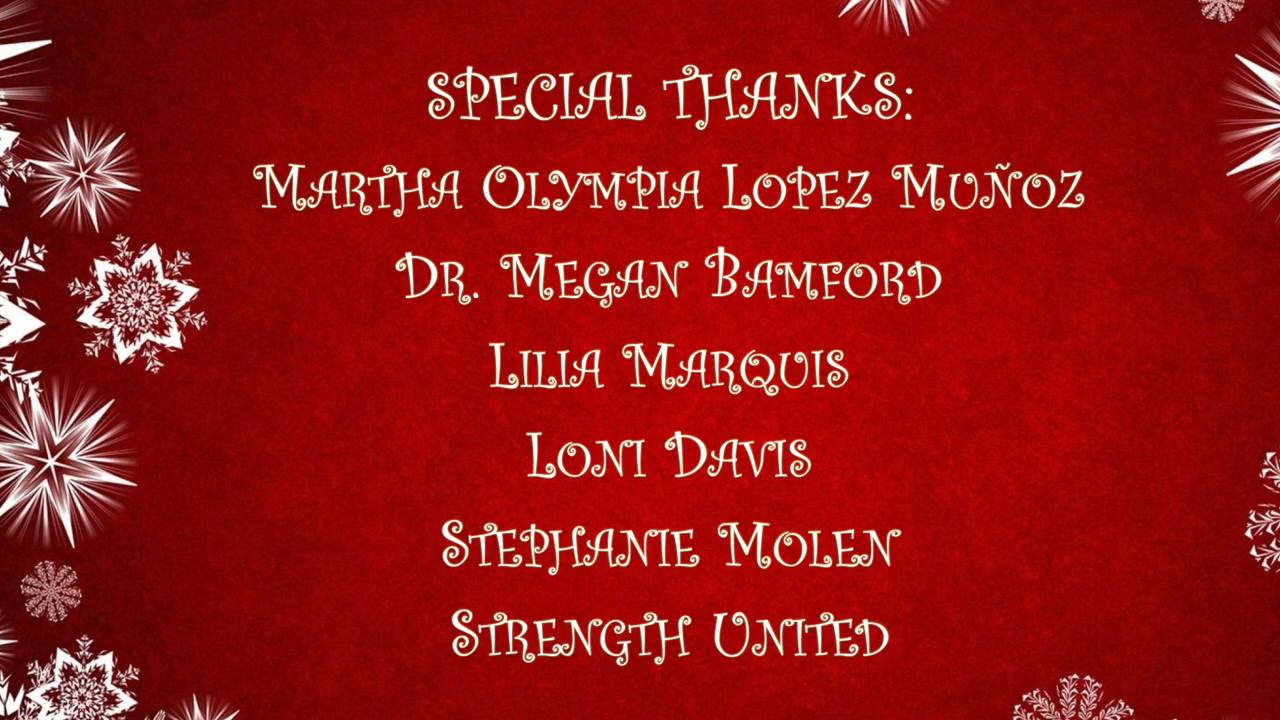 SPECIAL THANKS:
MARTHA OLYMPIA LOPEZ MUÑOZ
DR. MEGAN BAMFORD
LILIA MARQUIS
LONI DAVIS
STEPHANIE MOLEN
STRENGTH UNITED